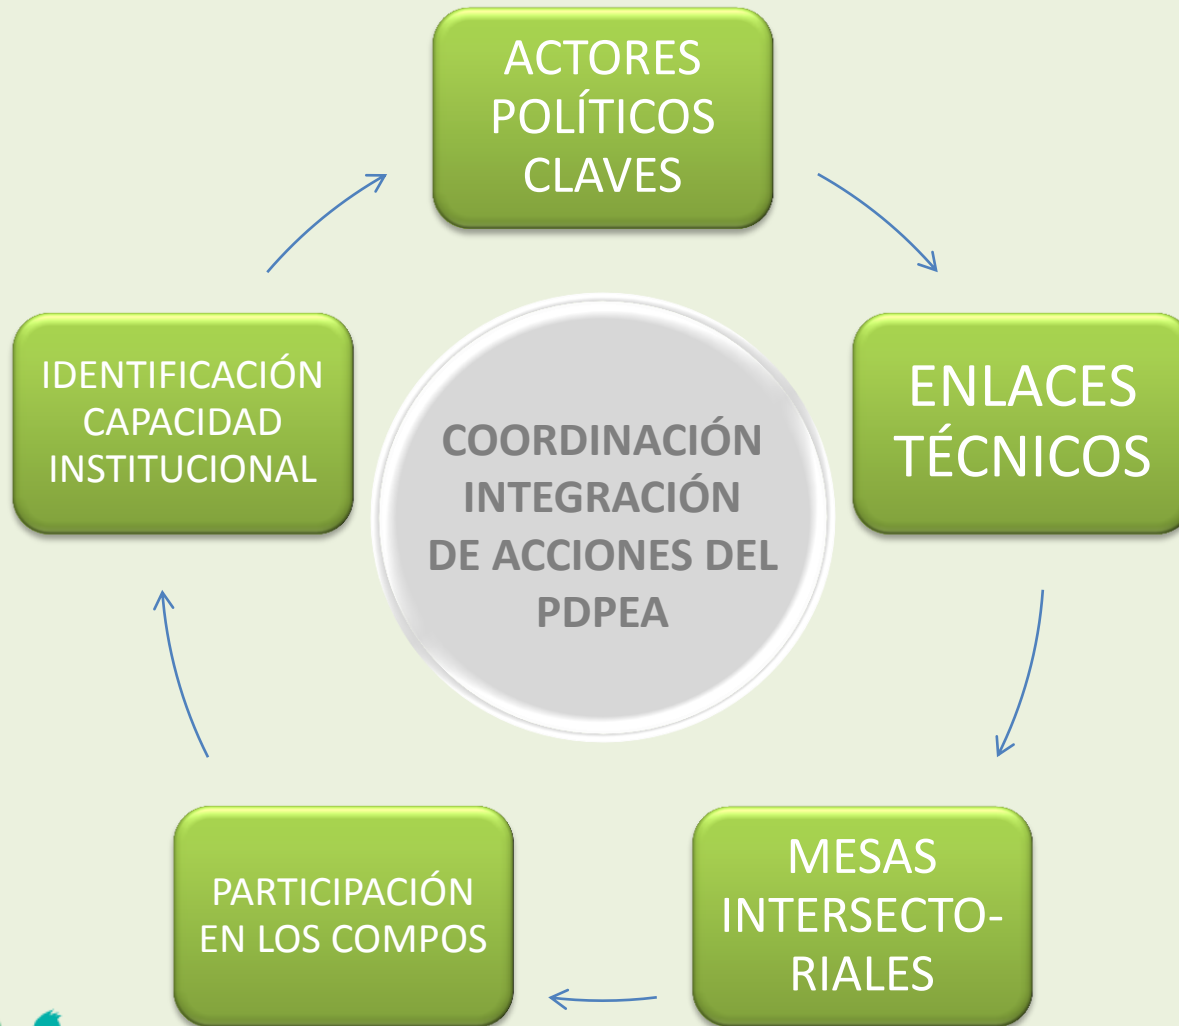 ACTORES
POLÍTICOS
CLAVES
ENLACES
TÉCNICOS
MESAS
INTERSECTO-
RIALES
PARTICIPACIÓN
EN LOS COMPOS
IDENTIFICACIÓN
CAPACIDAD
INSTITUCIONAL
COORDINACIÓN
INTEGRACIÓN
DE ACCIONES DEL
PDPEA